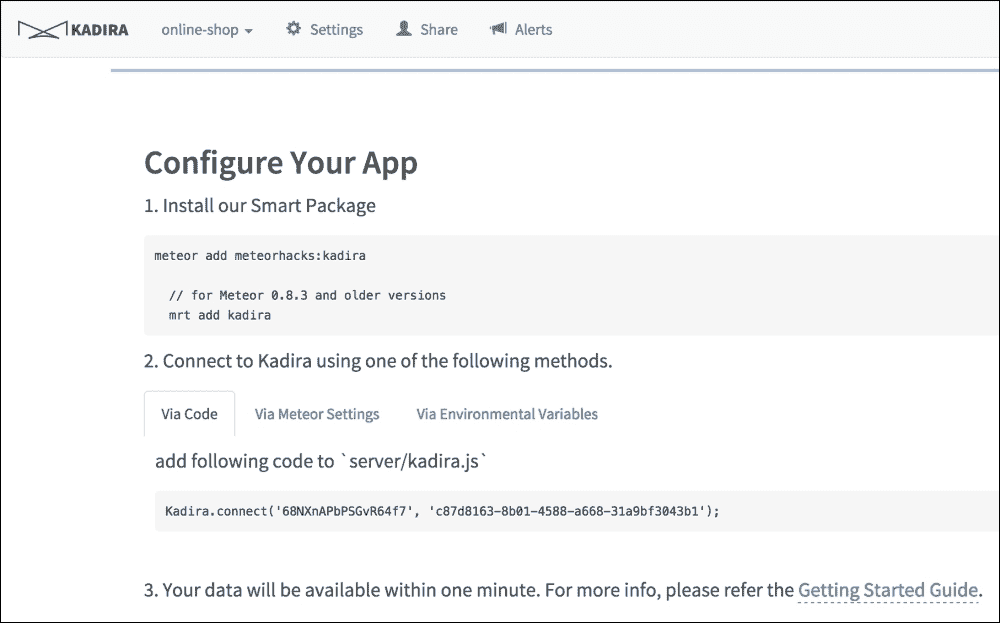 KADIRA online-shop Settings Share Alerts
Configure Your App
1. Install our Smart Package
meteor add meteorhacks:kadira
// for Meteor 0.8.3 and older versions
mrt add kadira
2. Connect to Kadira using one of the following methods.
Via Code Via Meteor Settings Via Environmental Variables
add following code to `server/kadira.js`
Kadira.connect('68NXnAPbPSGvR64f7', 'c87d8163-8b01-4588-a668-31a9bf3043b1');
3. Your data will be available within one minute. For more info, please refer the Getting Started Guide.